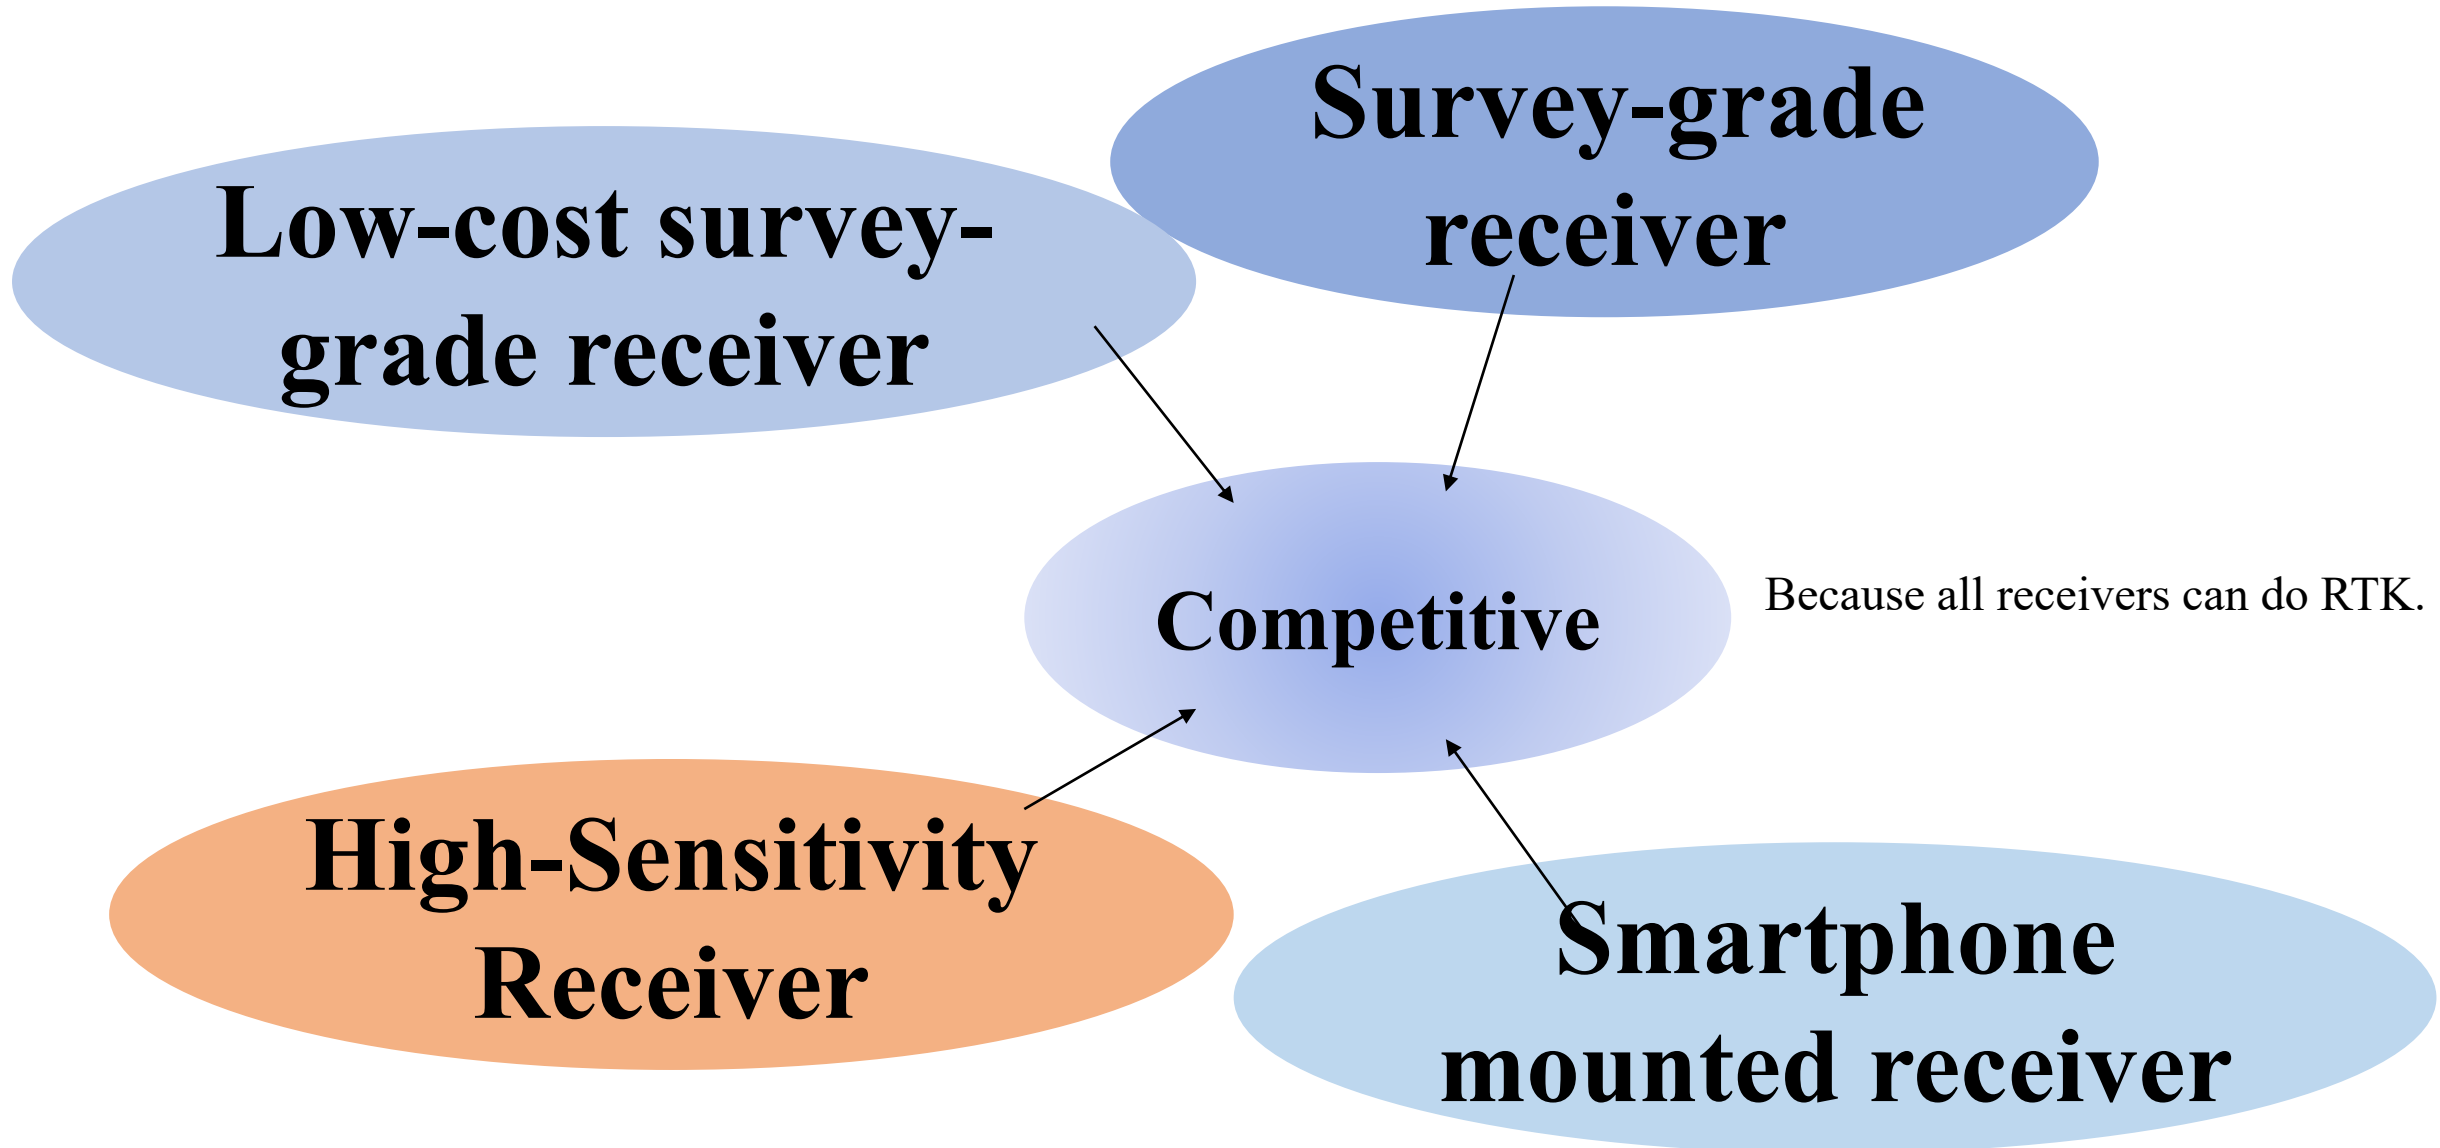 Survey-grade
receiver
Low-cost survey-
grade receiver
Competitive
Because all receivers can do RTK.
High-Sensitivity
Receiver
Smartphone
mounted receiver